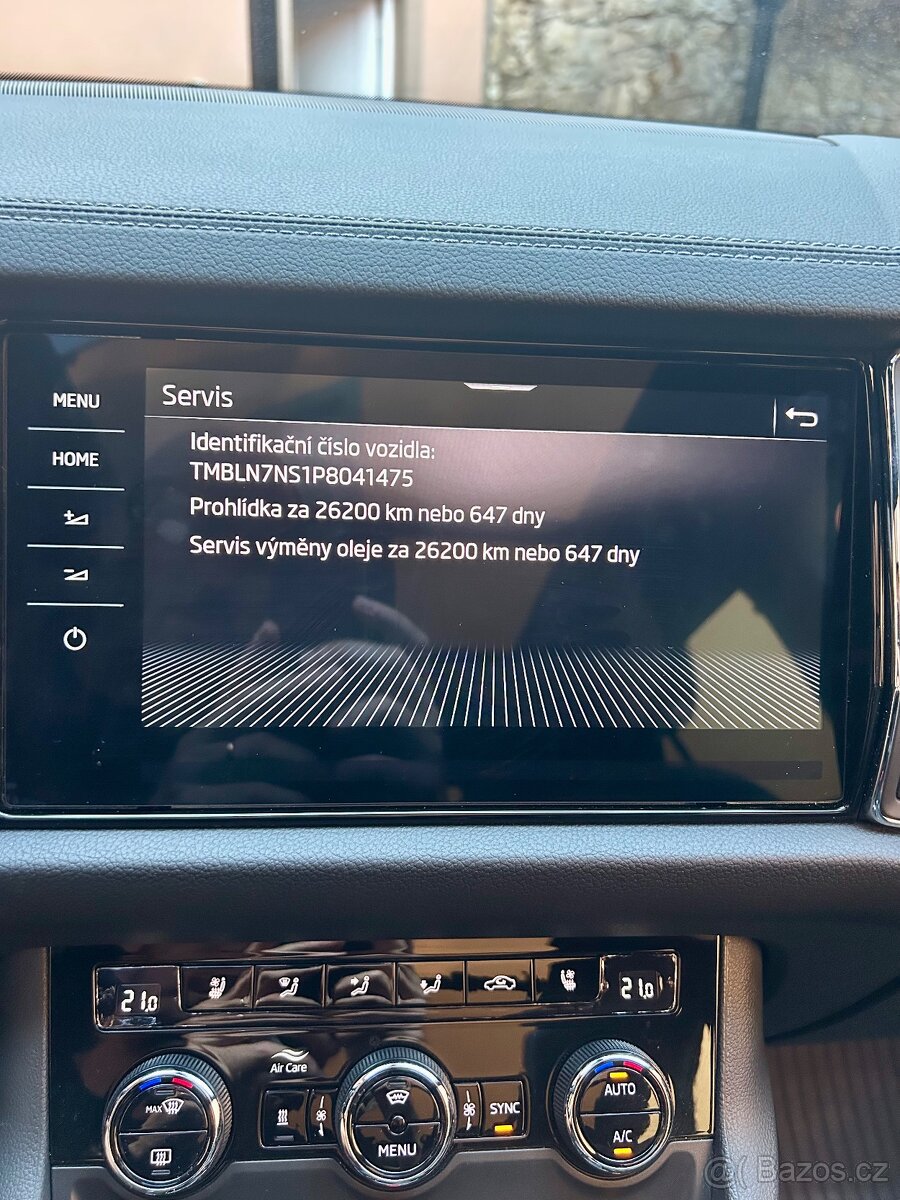 MENU
HOME
Servis
Identifikační číslo vozidla:
TMBLN7NS1P8041475
Prohlídka za 26200 km nebo 647 dny
Servis výměny oleje za 26200 km nebo 647 dny
21.0
21.0
Air Care
MAX
MENU
SYNC
AUTO
A/C
@( Bazos.cz